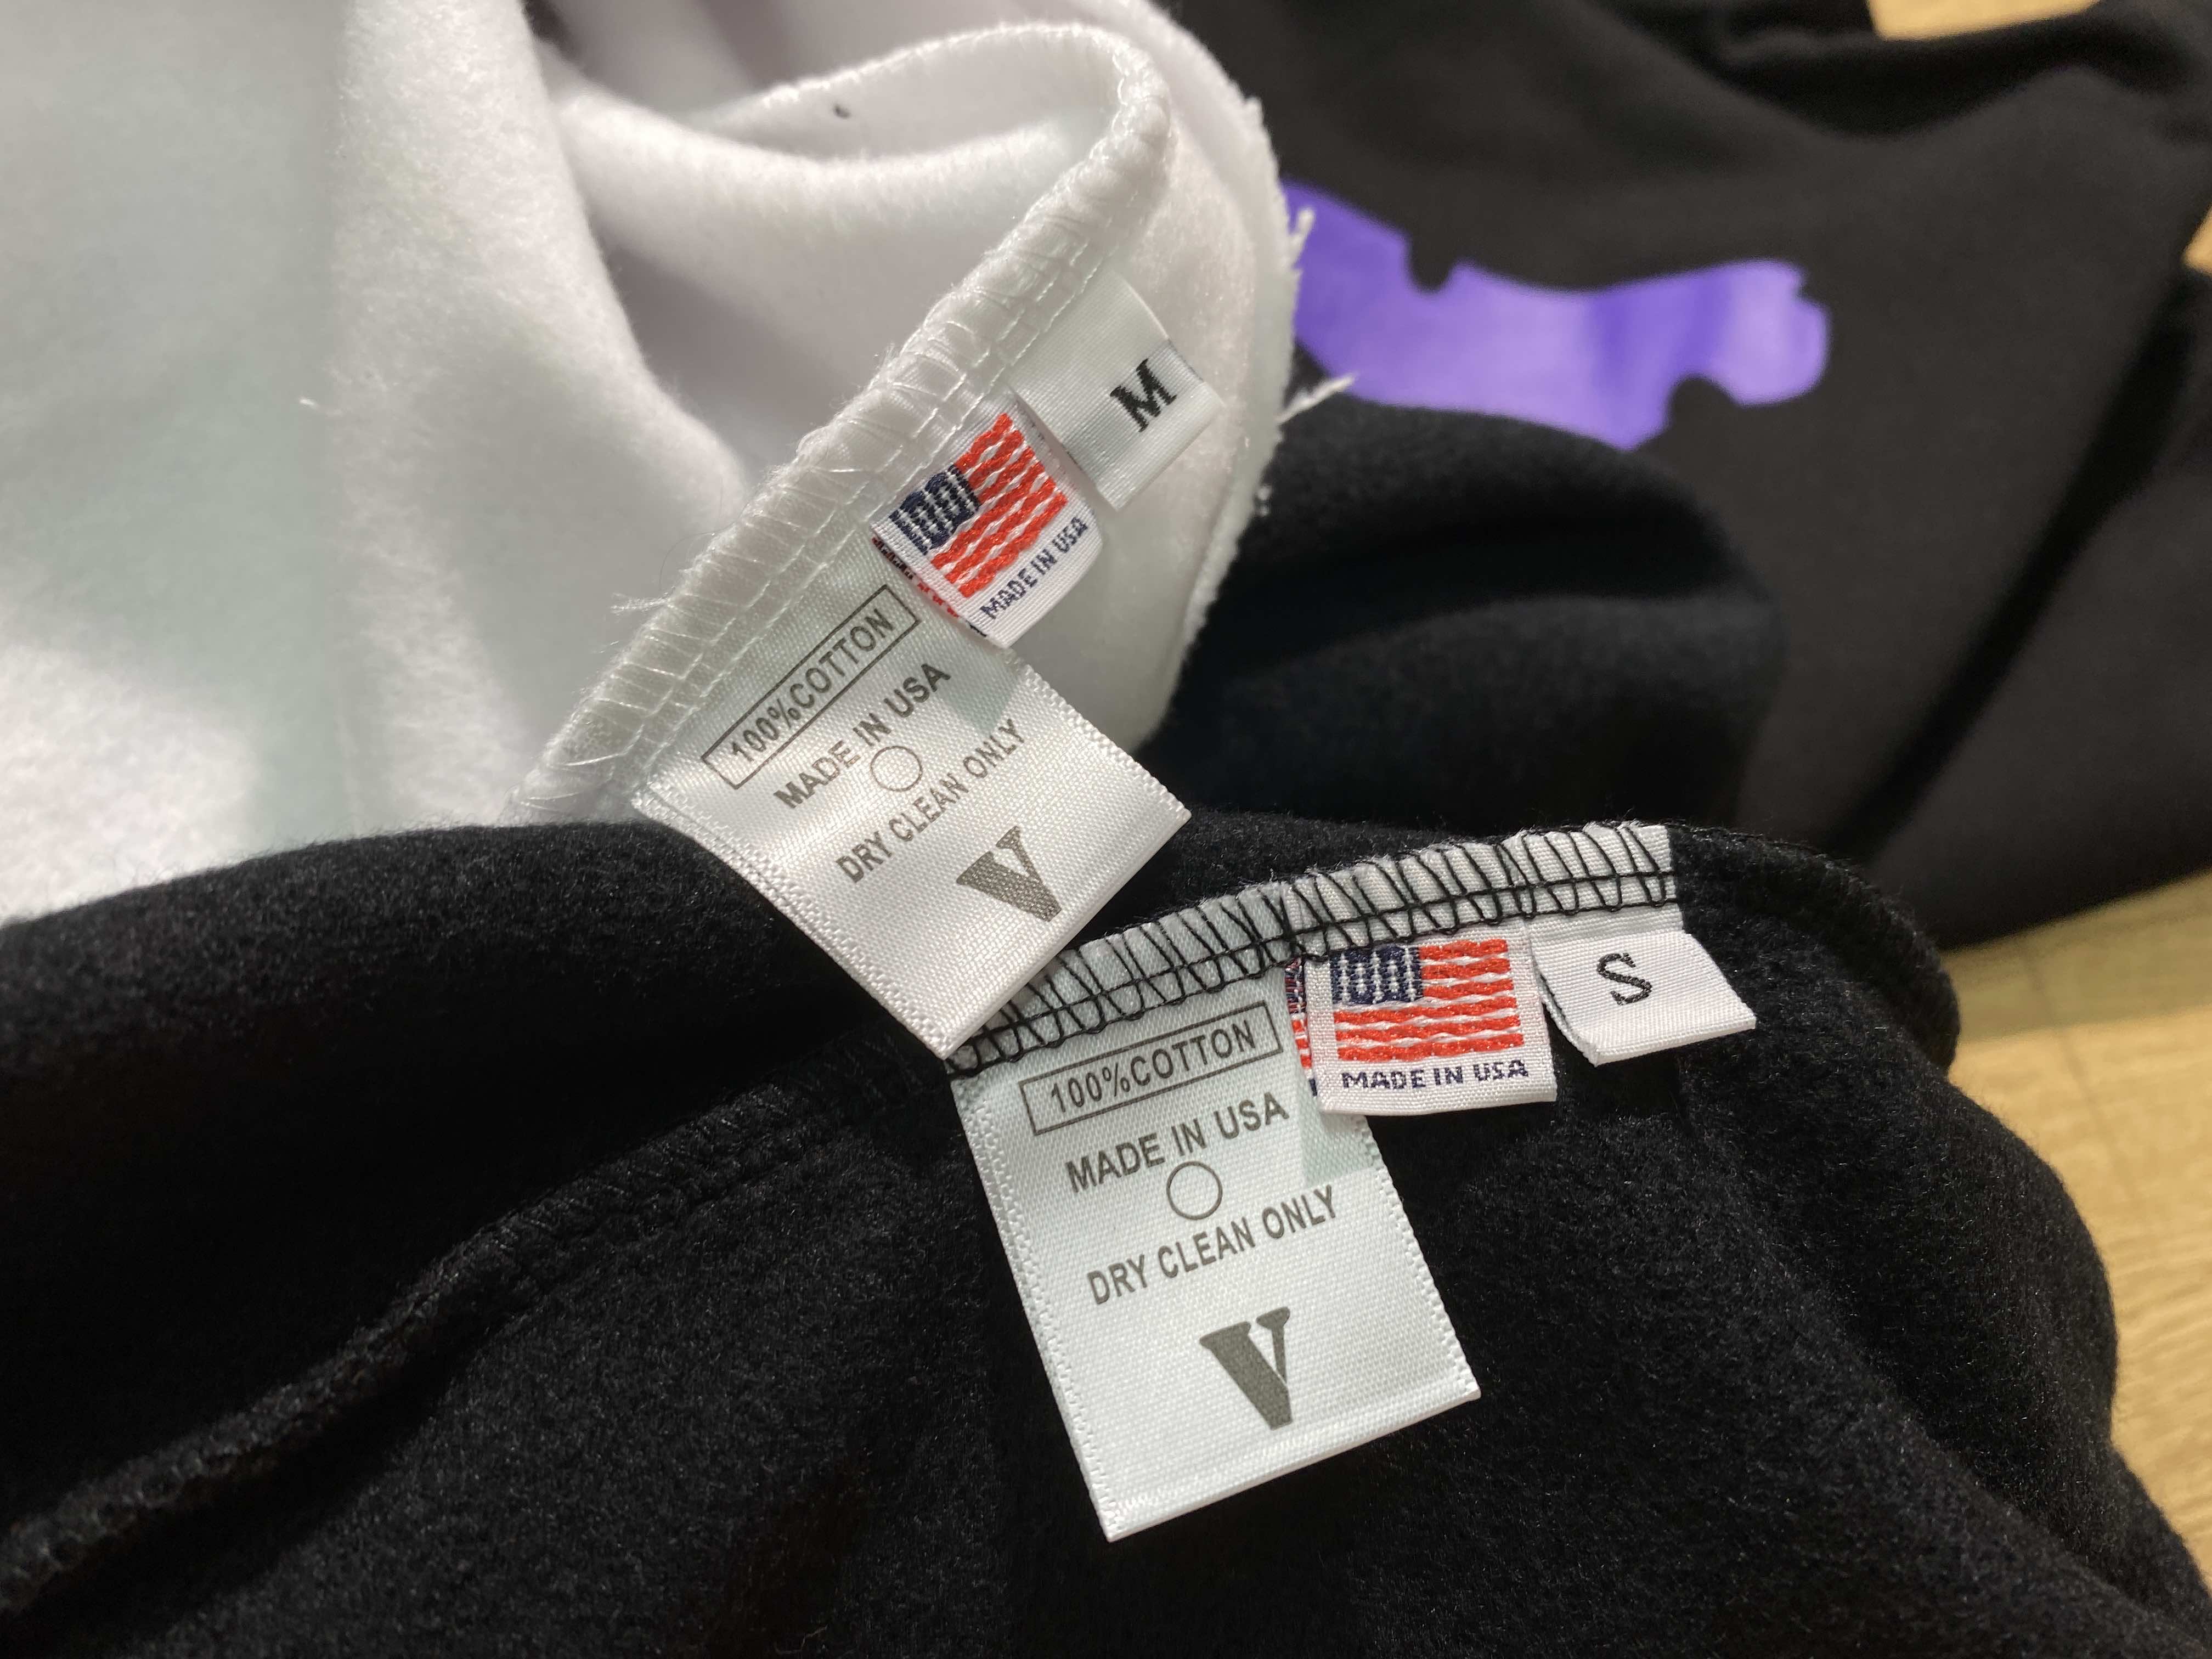 M
MADE IN USA
100%COTTON
MADE IN USA
DRY CLEAN ONLY
V
S
MADE IN USA
100%COTTON
MADE IN USA
DRY CLEAN ONLY
V